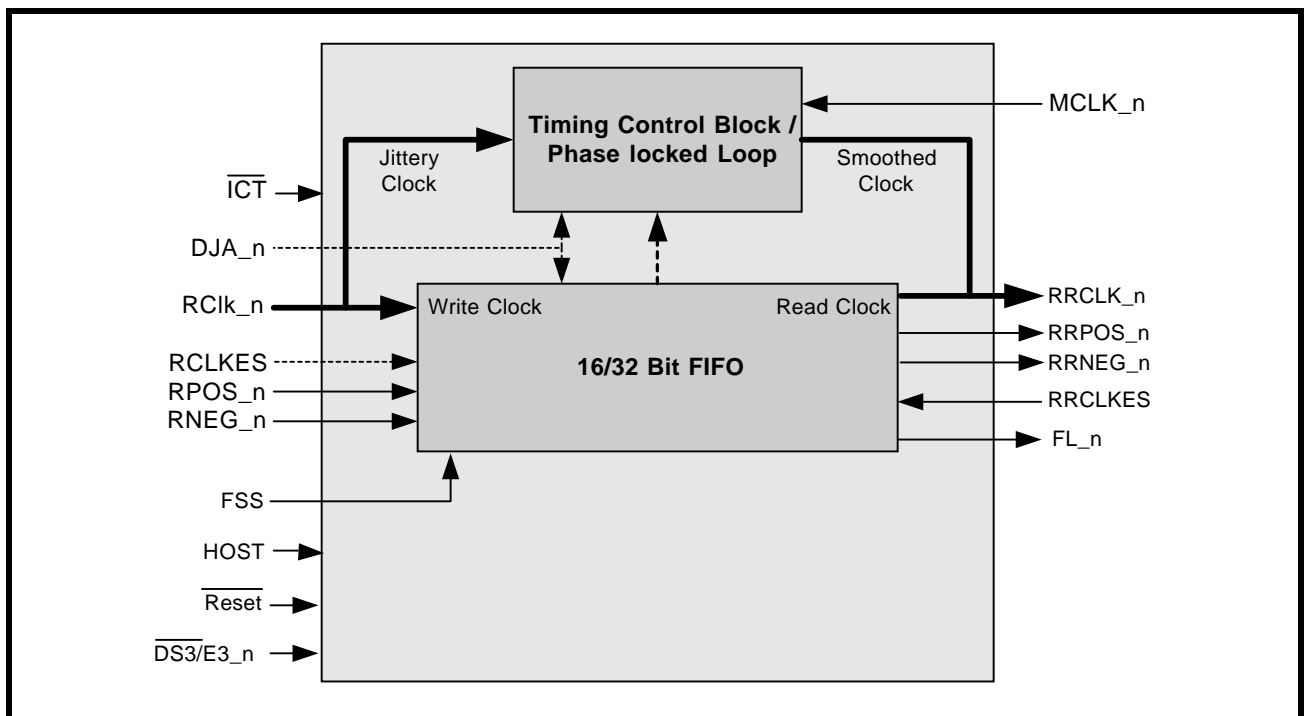 Timing Control Block /
Phase locked Loop
MCLK_n
Jittery
Clock
Smoothed
Clock
ICT
DJA_n
RClk_n
Write Clock
Read Clock
RRCLK_n
RRPOS_n
RCLKES
16/32 Bit FIFO
RRNEG_n
RPOS_n
RRCLKES
RNEG_n
FL_n
FSS
HOST
Reset
DS3/E3_n